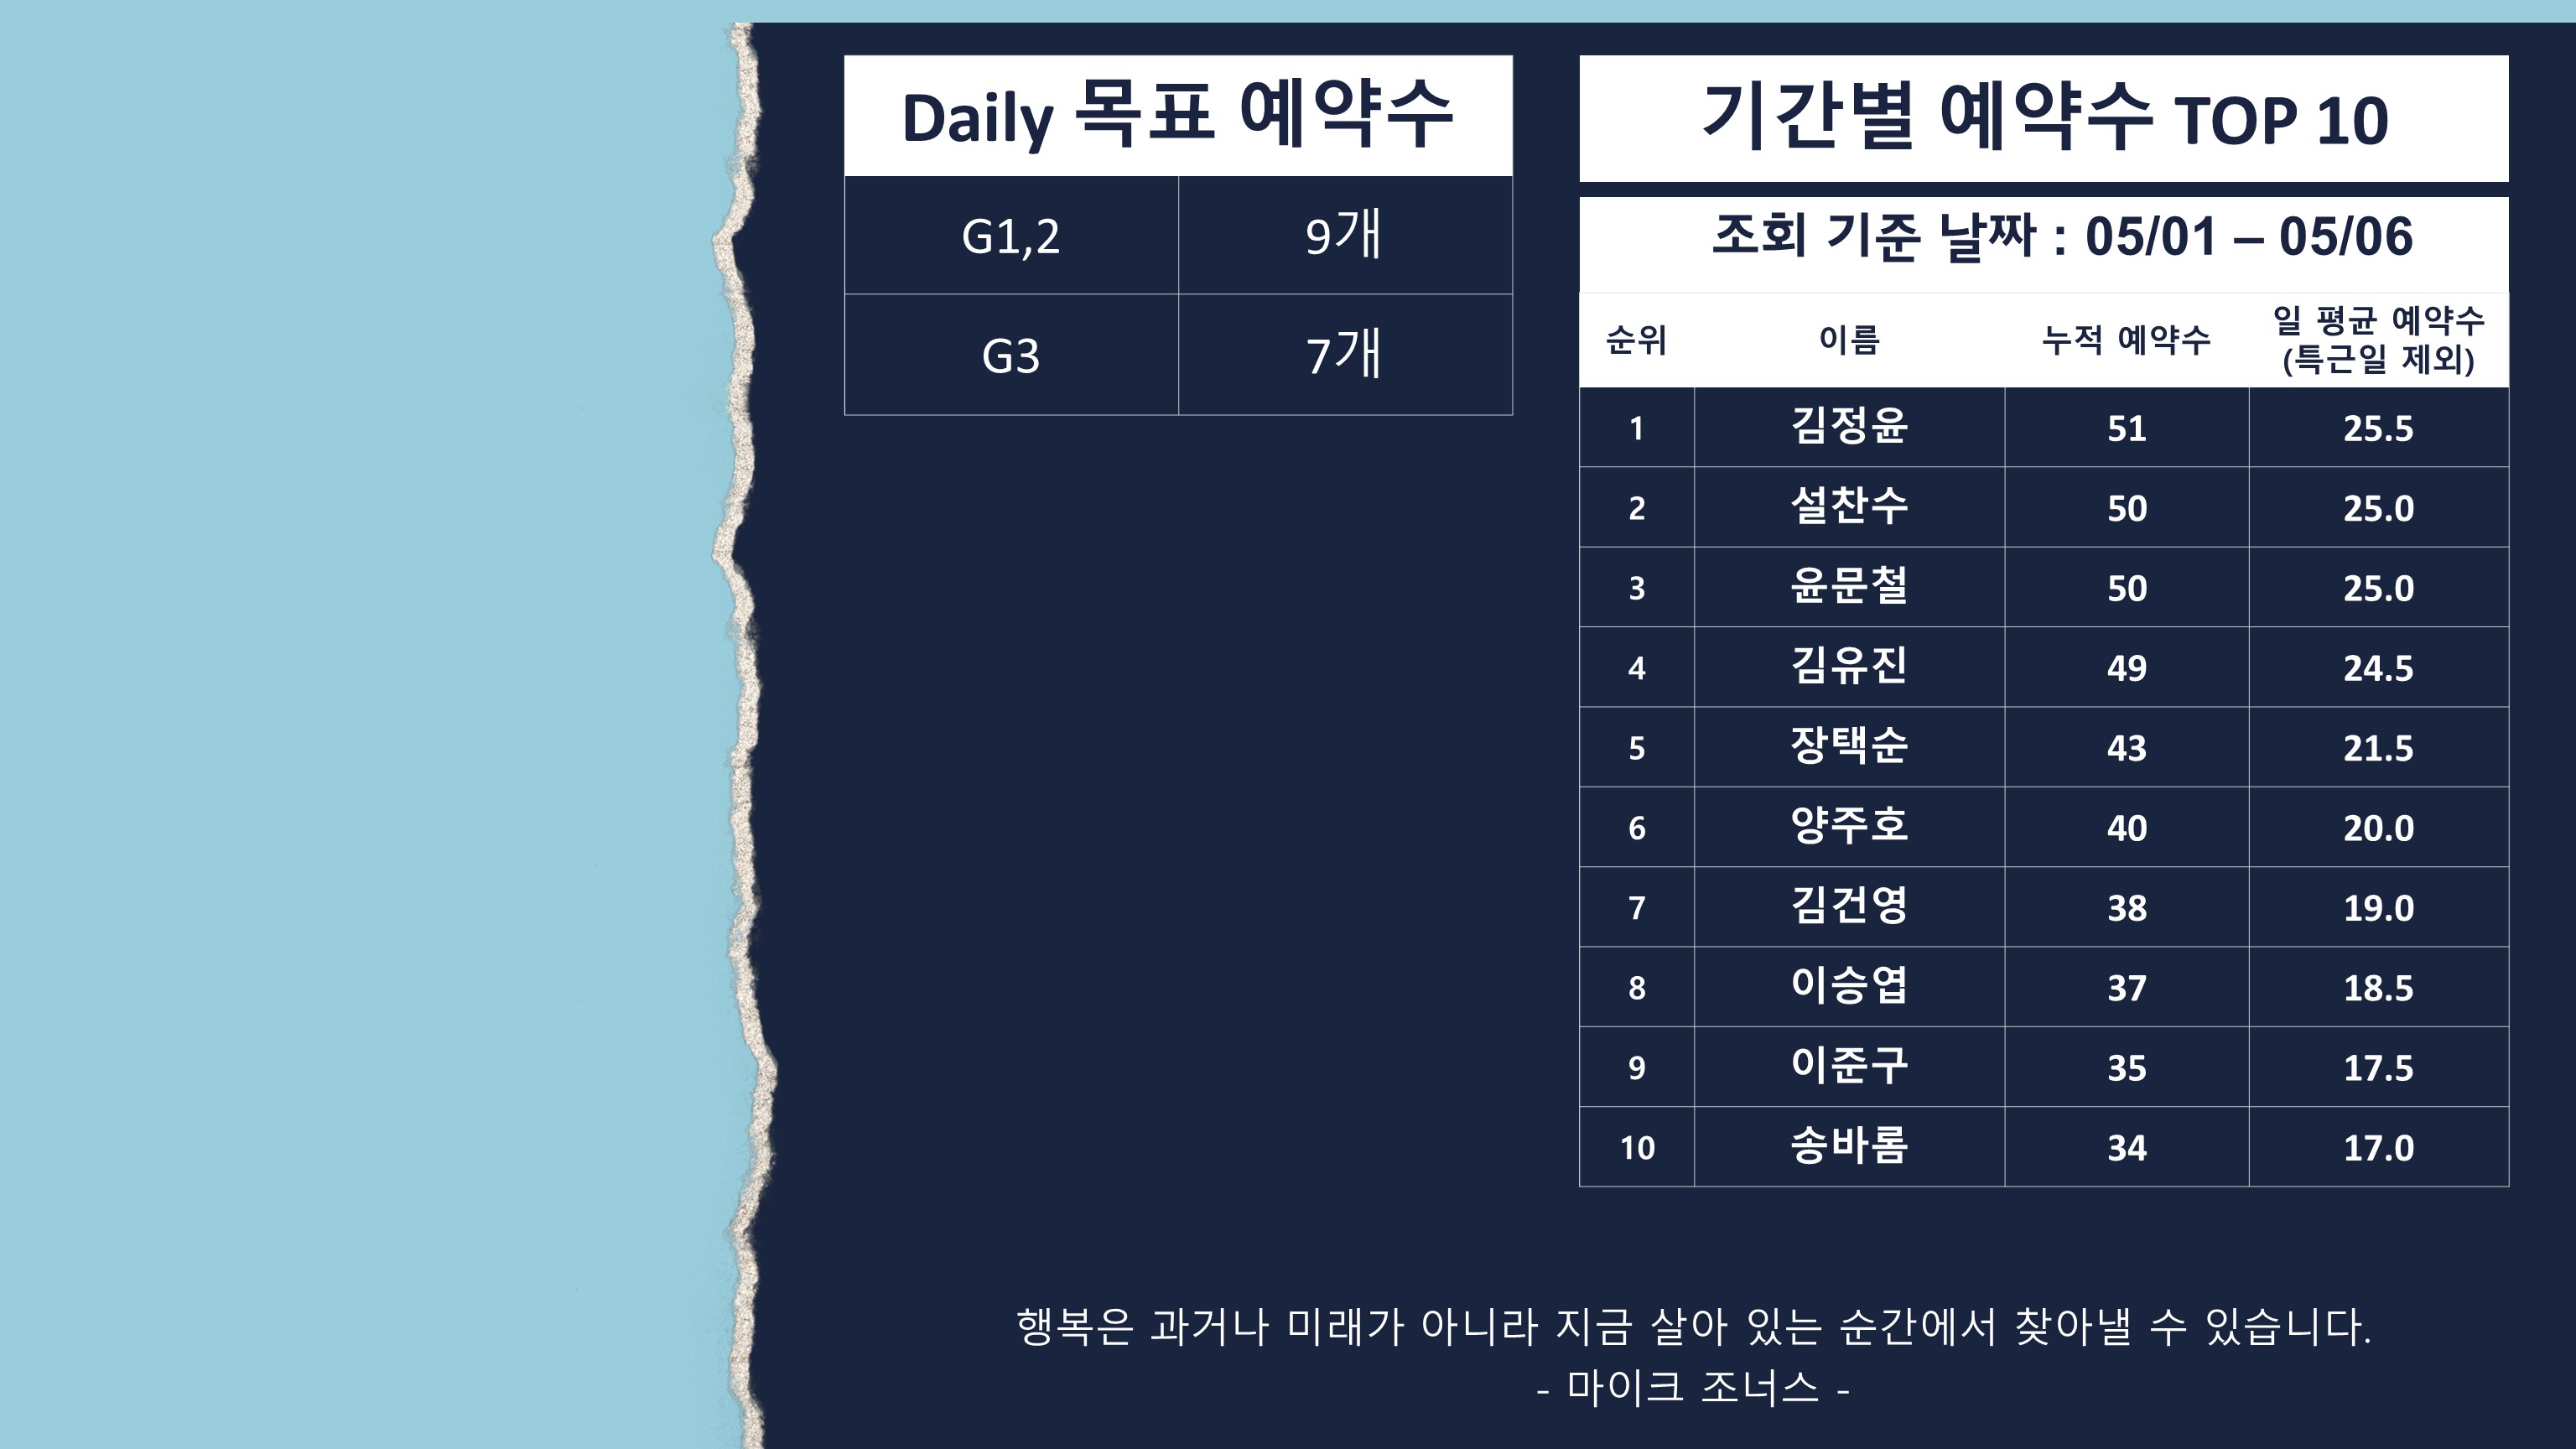 Daily 목표 예약수
G1,2 9개
G3 7개
기간별 예약수 TOP 10
조회 기준 날짜 : 05/01 – 05/06
순위 이름 누적 예약수 일 평균 예약수
(특근일 제외)
1 김정윤 51 25.5
2 설찬수 50 25.0
3 윤문철 50 25.0
4 김유진 49 24.5
5 장택순 43 21.5
6 양주호 40 20.0
7 김건영 38 19.0
8 이승엽 37 18.5
9 이준구 35 17.5
10 송바롬 34 17.0
행복은 과거나 미래가 아니라 지금 살아 있는 순간에서 찾아낼 수 있습니다.
- 마이크 조너스 -